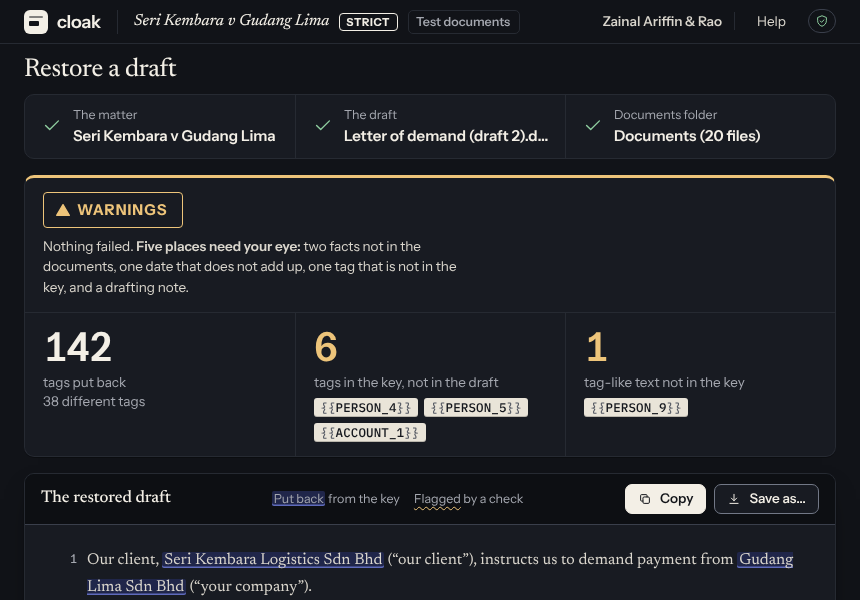 cloak
Seri Kembara v Gudang Lima
STRICT
Test documents
Zainal Ariffin & Rao
Help
Restore a draft
The matter
Seri Kembara v Gudang Lima
The draft
Letter of demand (draft 2).d...
Documents folder
Documents (20 files)
WARNINGS
Nothing failed. Five places need your eye: two facts not in the
documents, one date that does not add up, one tag that is not in the
key, and a drafting note.
142
tags put back
38 different tags
6
tags in the key, not in the draft
{{PERSON_4}} {{PERSON_5}}
{{ACCOUNT_1}}
1
tag-like text not in the key
{{PERSON_9}}
The restored draft
Put back from the key
Flagged by a check
Copy
Save as...
1 Our client, Seri Kembara Logistics Sdn Bhd (“our client”), instructs us to demand payment from Gudang
Lima Sdn Bhd (“your company”).